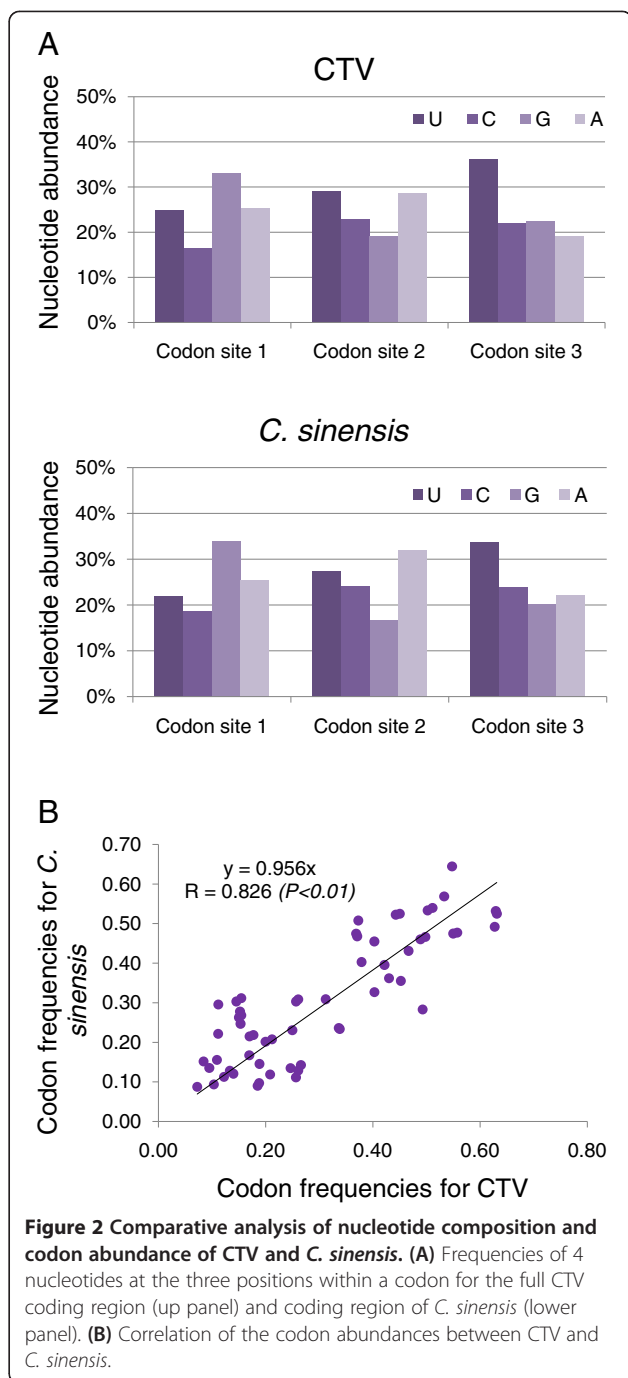 A
CTV
50%
40%
30%
20%
10%
0%
Nucleotide abundance
U C G A
Codon site 1 Codon site 2 Codon site 3
C. sinensis
50%
40%
30%
20%
10%
0%
Nucleotide abundance
U C G A
Codon site 1 Codon site 2 Codon site 3
B
0.70
0.60
0.50
0.40
0.30
0.20
0.10
0.00
Codon frequencies for C.
sinensis
y = 0.956x
R = 0.826 (P<0.01)
0.00 0.20 0.40 0.60 0.80
Codon frequencies for CTV
Figure 2 Comparative analysis of nucleotide composition and
codon abundance of CTV and C. sinensis. (A) Frequencies of 4
nucleotides at the three positions within a codon for the full CTV
coding region (up panel) and coding region of C. sinensis (lower
panel). (B) Correlation of the codon abundances between CTV and
C. sinensis.